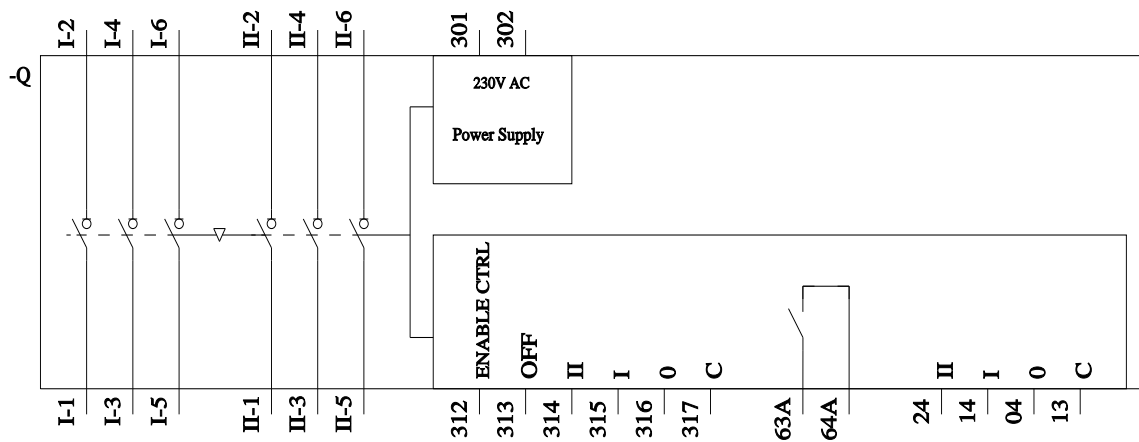 I-2
I-4
I-6
II-2
II-4
II-6
301
302
-Q
230V AC
Power Supply
ENABLE CTRL
OFF
II
I
0
C
II
I
0
C
I-1
I-3
I-5
II-1
II-3
II-5
312
313
314
315
316
317
63A
64A
24
14
04
13